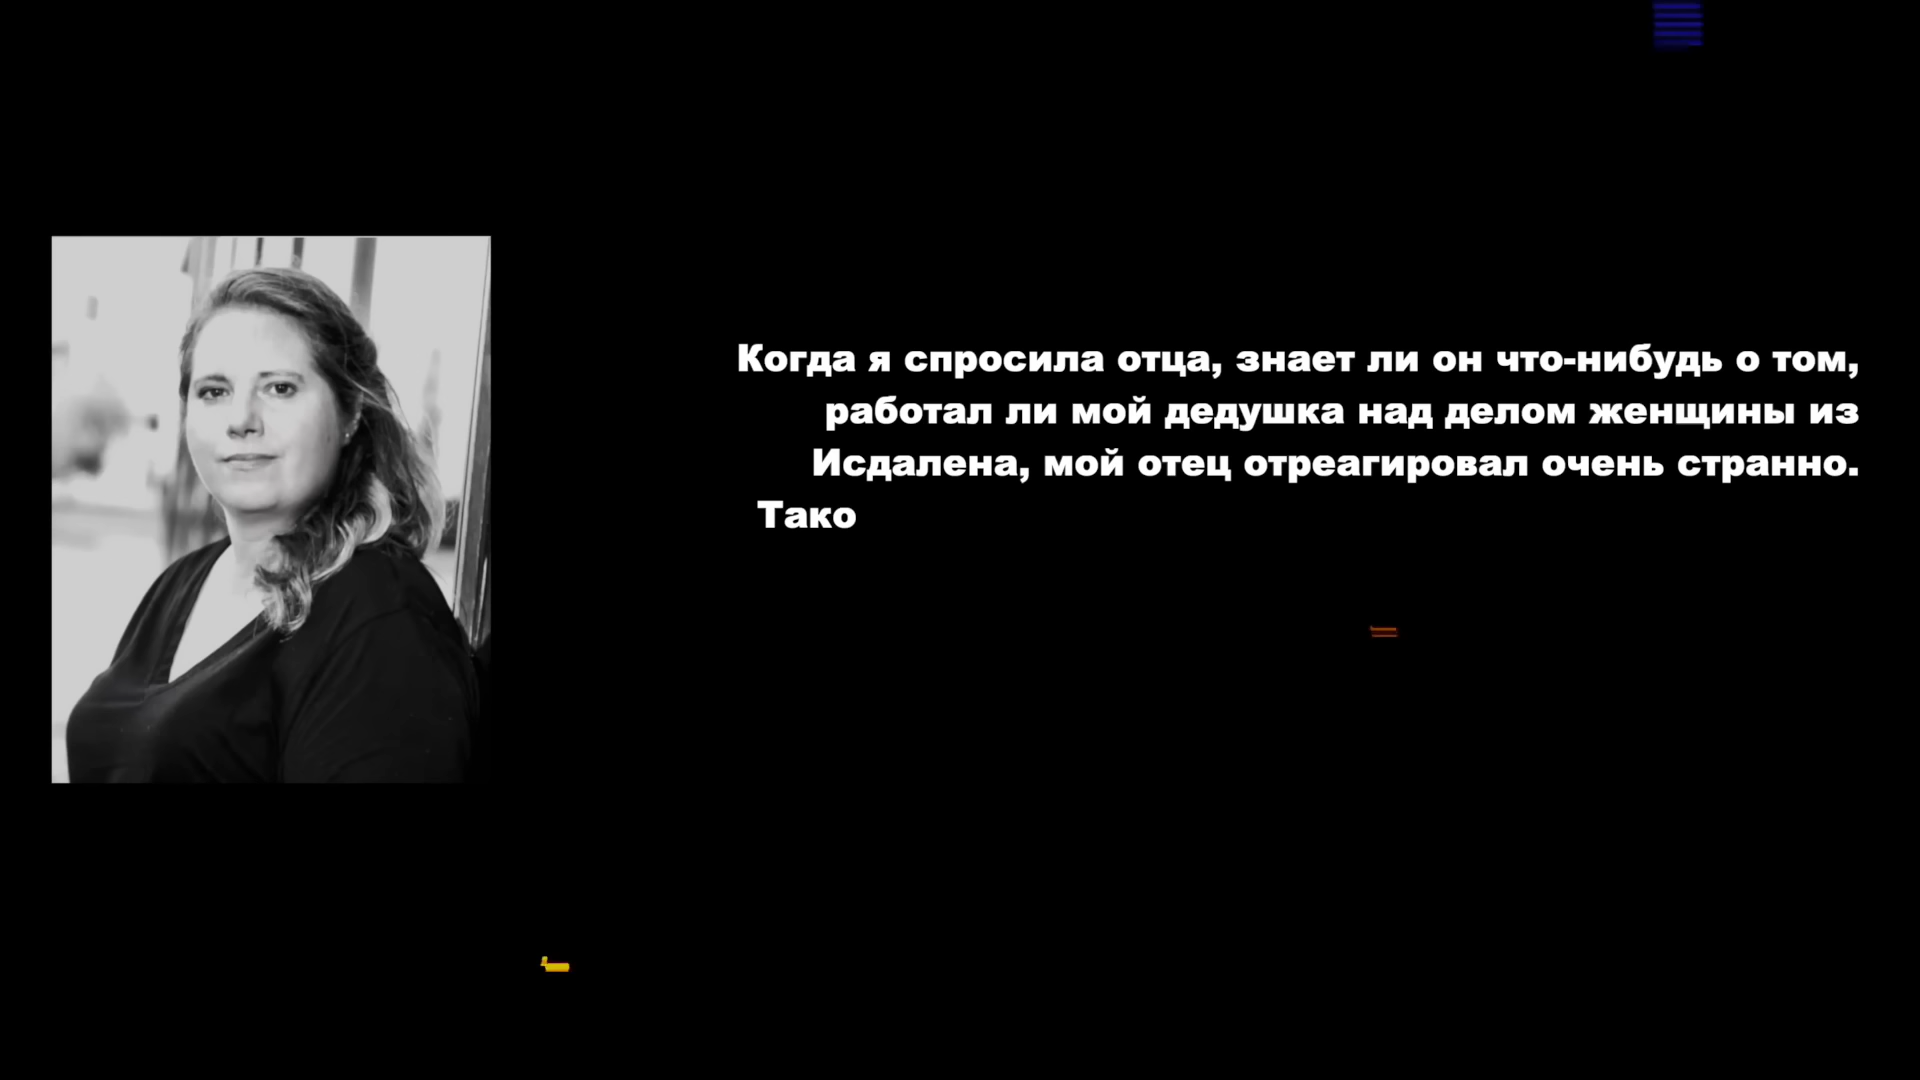 Когда я спросила отца, знает ли он что-нибудь о том,
работал ли мой дедушка над делом женщины из
Исдалена, мой отец отреагировал очень странно.
Тако